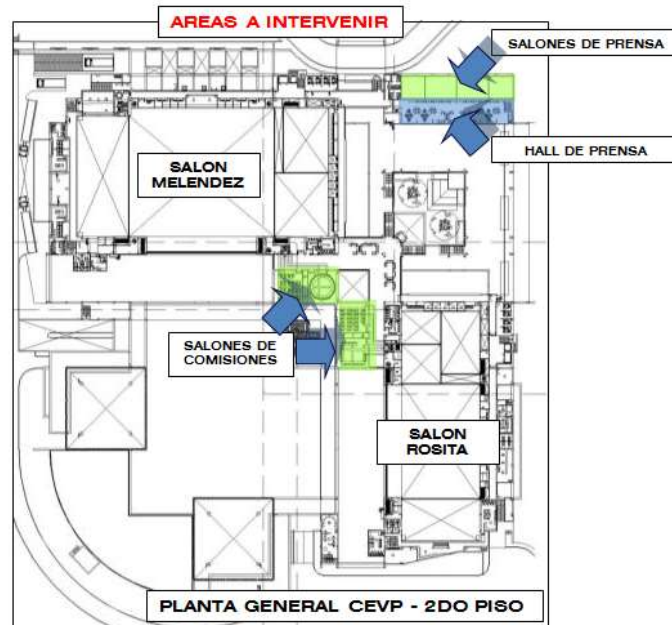 AREAS A INTERVENIR
SALONES DE PRENSA
HALL DE PRENSA
SALON
MELENDEZ
SALONES DE
COMISIONES
SALON
ROSITA
PLANTA GENERAL CEVP - 2DO PISO